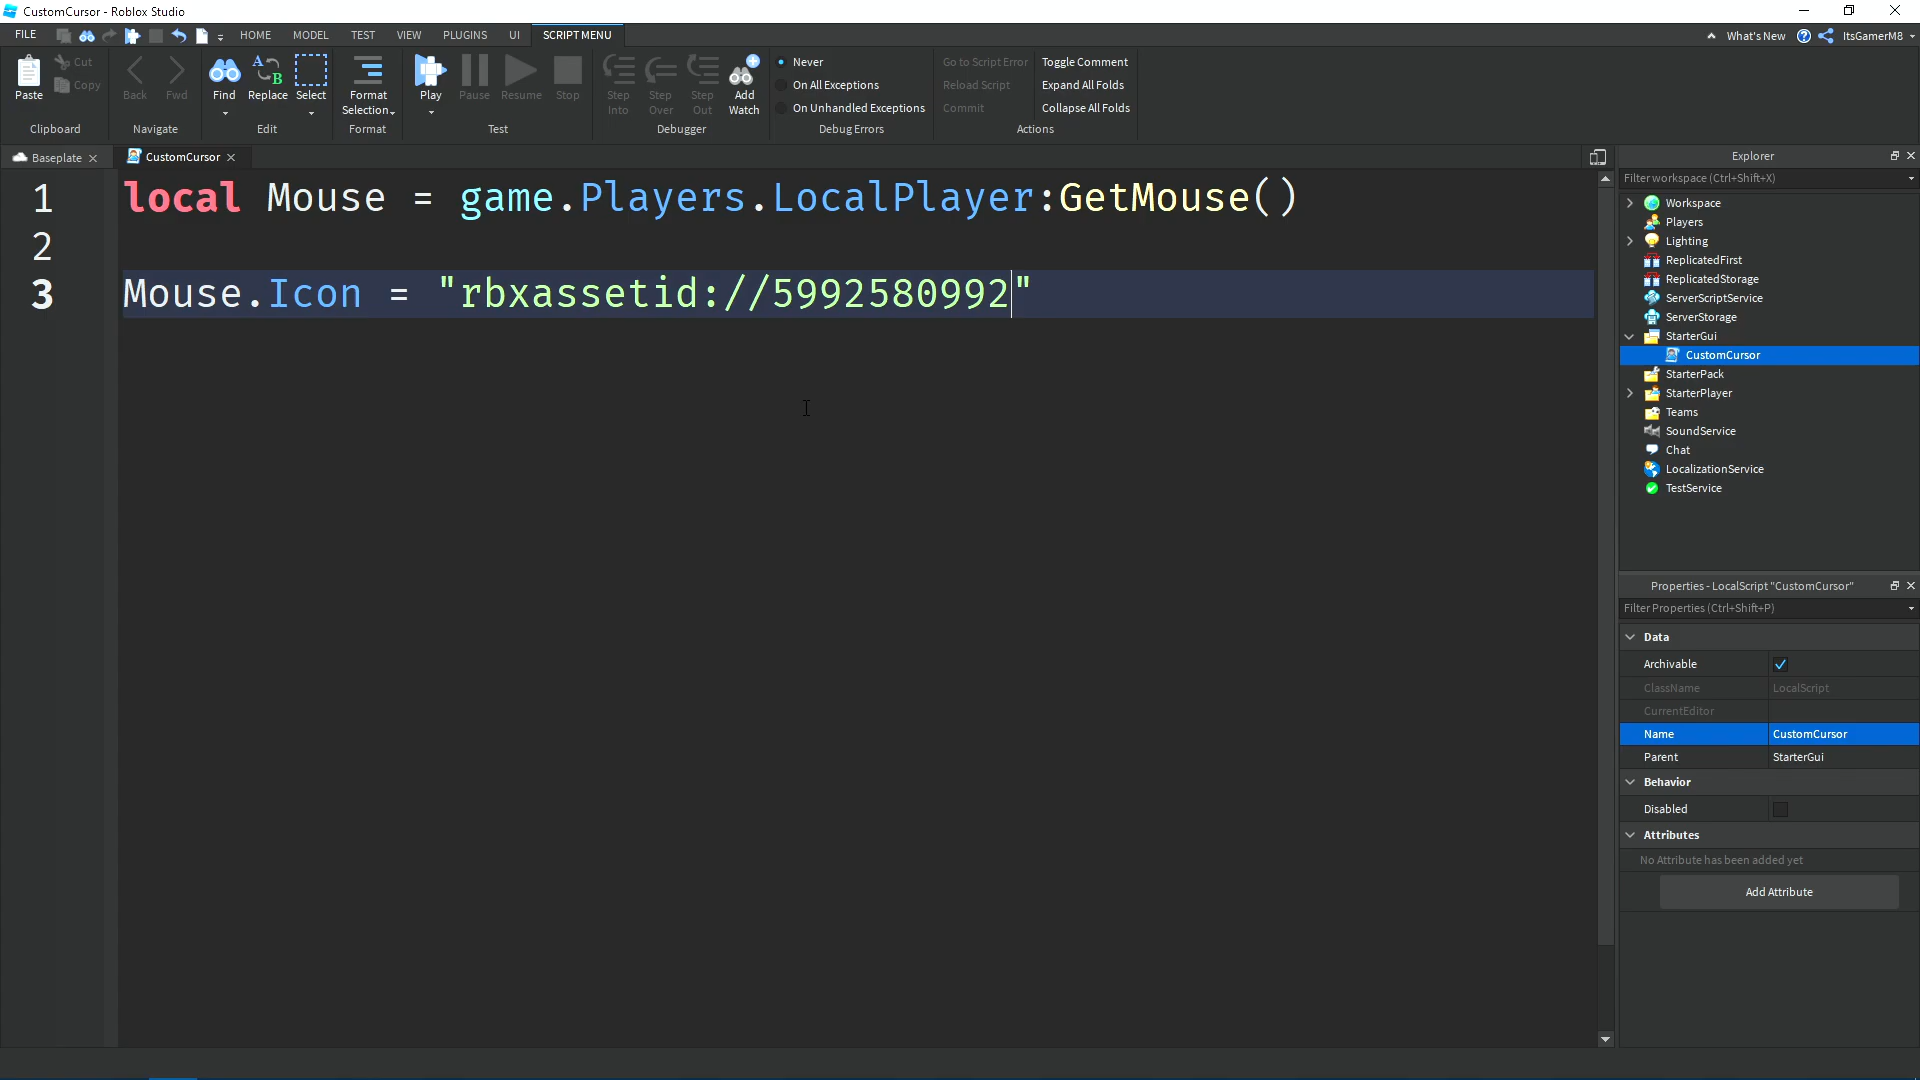 CustomCursor - Roblox Studio
FILE HOME MODEL TEST VIEW PLUGINS UI SCRIPT MENU What's New ItsGamerM8
Paste Cut Copy Clipboard
Back Fwd Navigate
Find Replace Select Edit
Format Selection Format
Play Pause Resume Stop Test
Step Into Step Over Step Out Add Watch Debugger
Never
On All Exceptions
On Unhandled Exceptions
Debug Errors
Go to Script Error Toggle Comment
Reload Script Expand All Folds
Commit Collapse All Folds
Actions
Baseplate CustomCursor
1 local Mouse = game.Players.LocalPlayer:GetMouse()
2
3 Mouse.Icon = "rbxassetid://5992580992"
Explorer
Filter workspace (Ctrl+Shift+X)
Workspace
Players
Lighting
ReplicatedFirst
ReplicatedStorage
ServerScriptService
ServerStorage
StarterGui
CustomCursor
StarterPack
StarterPlayer
Teams
SoundService
Chat
LocalizationService
TestService
Properties - LocalScript "CustomCursor"
Filter Properties (Ctrl+Shift+P)
Data
Archivable
ClassName LocalScript
CurrentEditor
Name CustomCursor
Parent StarterGui
Behavior
Disabled
Attributes
No Attribute has been added yet
Add Attribute